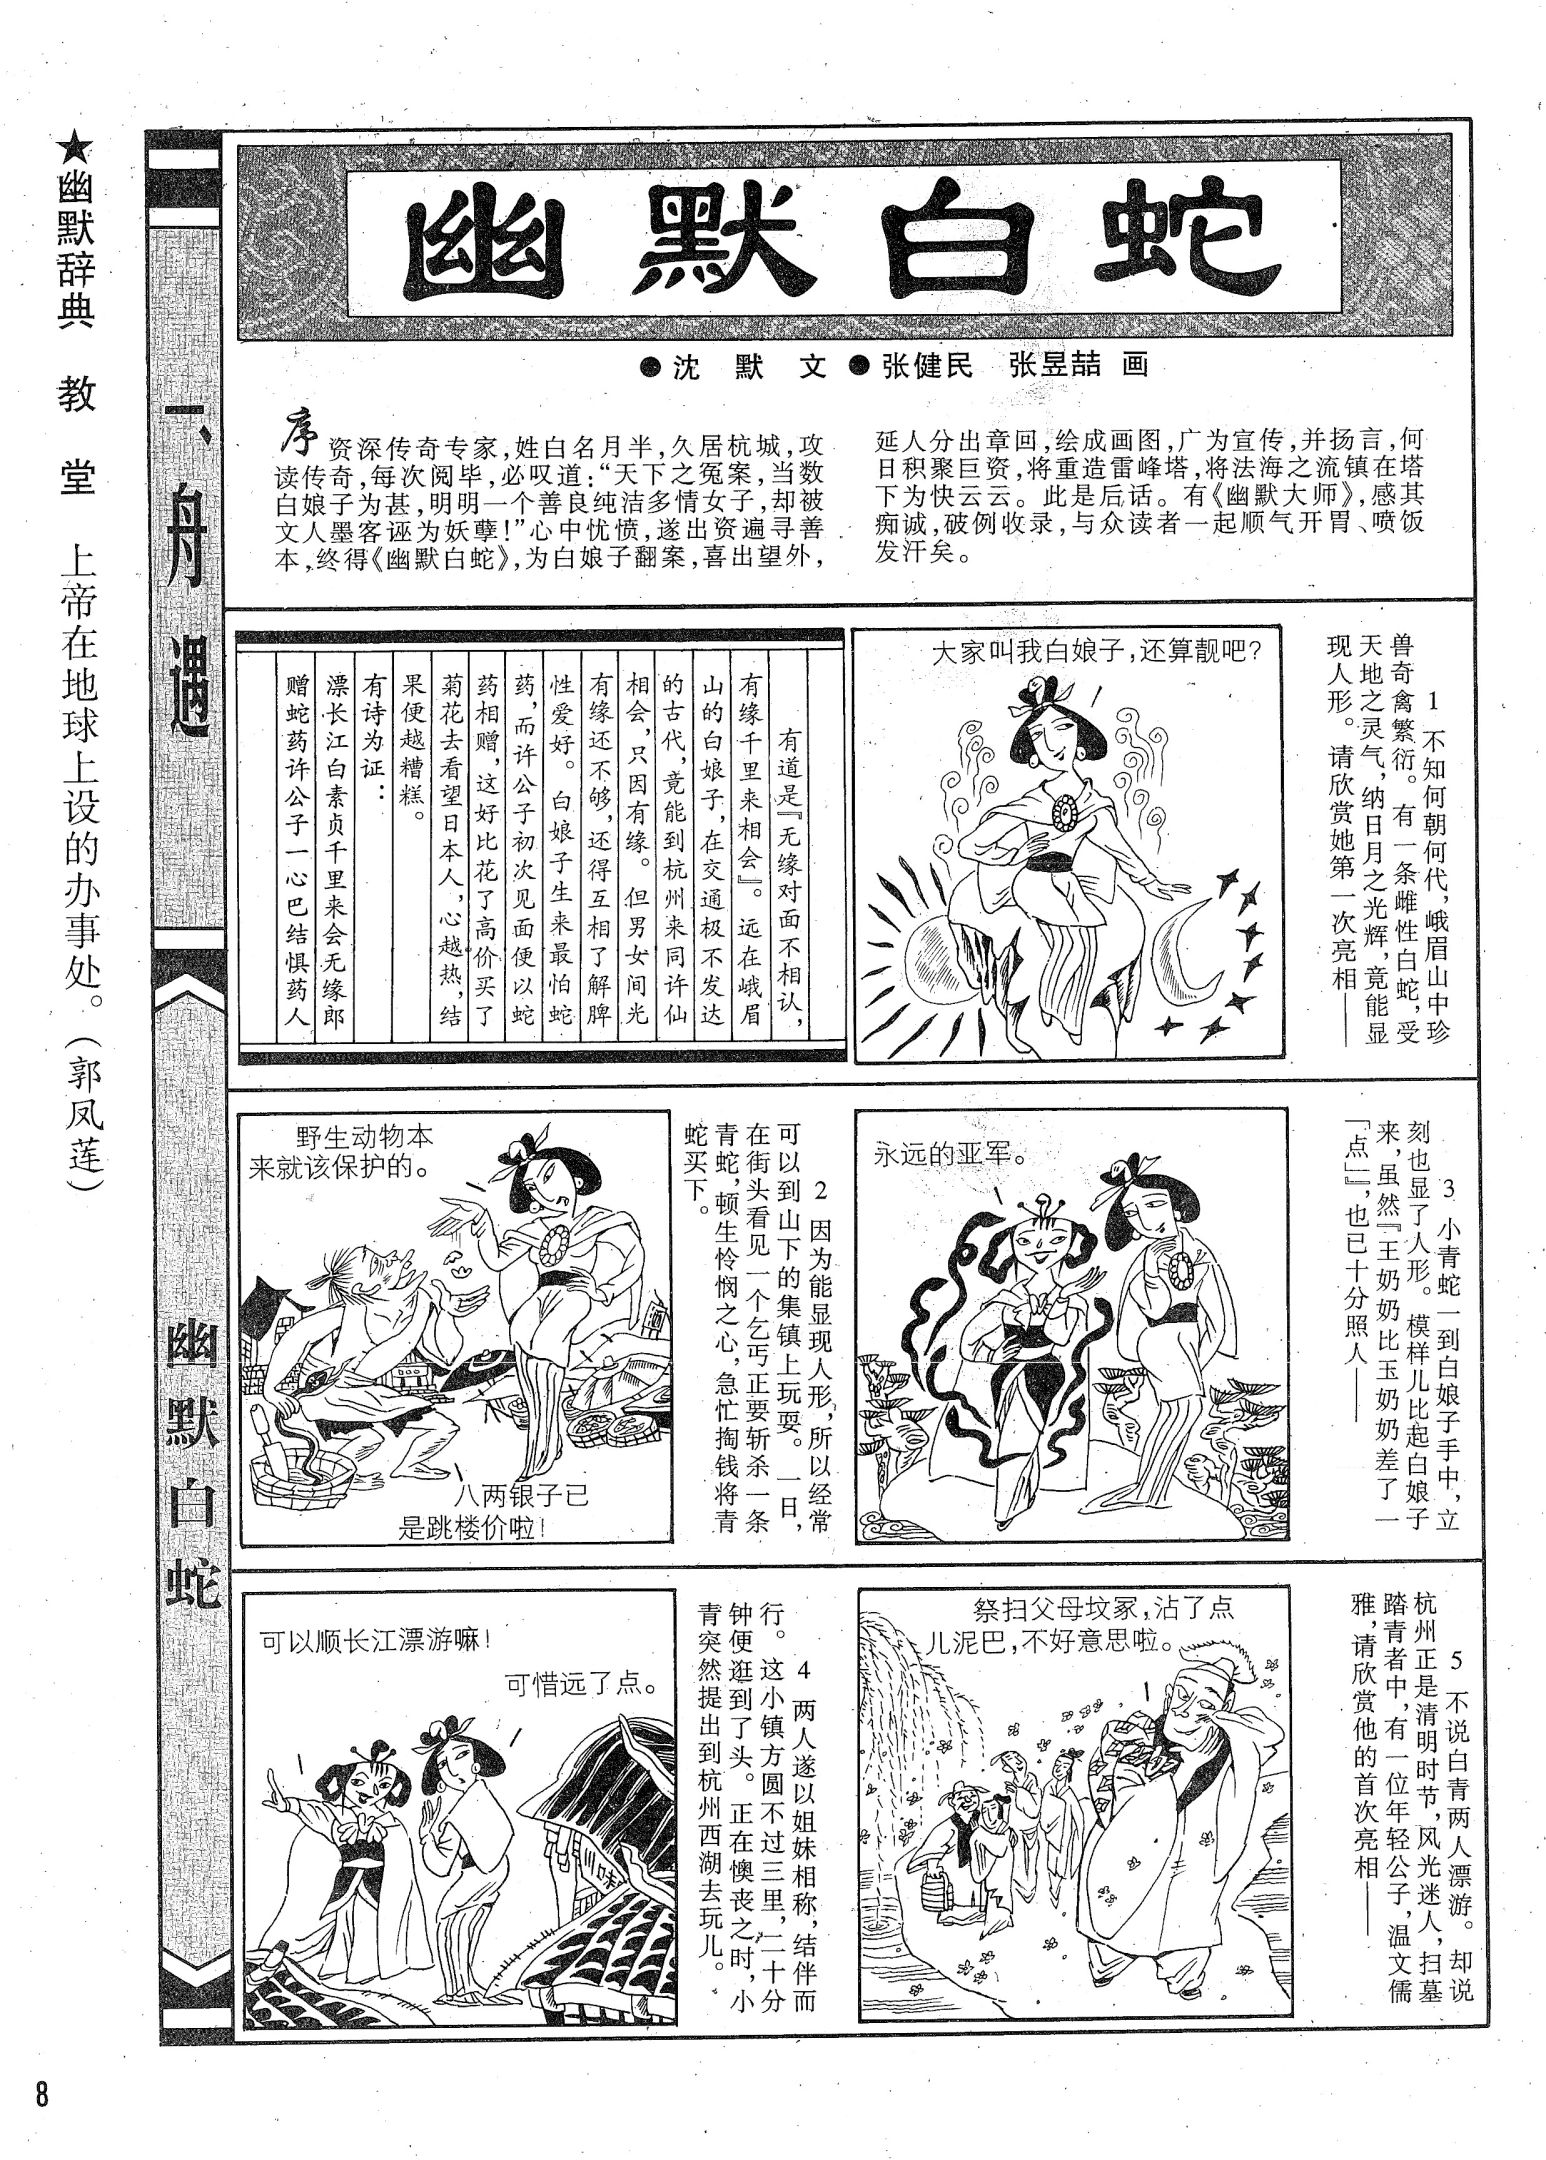 ★幽默辞典 教 堂 上帝在地球上设的办事处。(郭凤莲)
一、舟遇
幽默白蛇
幽默白蛇
●沈 默 文 ●张健民 张昱喆 画
序 资深传奇专家,姓白名月半,久居杭城,攻
读传奇,每次阅毕,必叹道:“天下之冤案,当数
白娘子为甚,明明一个善良纯洁多情女子,却被
文人墨客诬为妖孽!”心中忧愤,遂出资遍寻善
本,终得《幽默白蛇》,为白娘子翻案,喜出望外,
延人分出章回,绘成画图,广为宣传,并扬言,何
日积聚巨资,将重造雷峰塔,将法海之流镇在塔
下为快云云。此是后话。有《幽默大师》,感其
痴诚,破例收录,与众读者一起顺气开胃、喷饭
发汗矣。
有道是『无缘对面不相认,
有缘千里来相会』。远在峨眉
山的白娘子,在交通极不发达
的古代,竟能到杭州来同许仙
相会,只因有缘。但男女间光
有缘还不够,还得互相了解脾
性爱好。白娘子生来最怕蛇
药,而许公子初次见面便以蛇
药相赠,这好比花了高价买了
菊花去看望日本人,心越热,结
果便越糟糕。
有诗为证:
漂长江白素贞千里来会无缘郎
赠蛇药许公子一心巴结惧药人
1 不知何朝何代,峨眉山中珍
兽奇禽繁衍。有一条雌性白蛇,受
天地之灵气,纳日月之光辉,竟能显
现人形。请欣赏她第一次亮相——
大家叫我白娘子,还算靓吧?
2 因为能显现人形,所以经常
可以到山下的集镇上玩耍。一日,
在街头看见一个乞丐正要斩杀一条
青蛇,顿生怜悯之心,急忙掏钱将青
蛇买下。
野生动物本
来就该保护的。
八两银子已
是跳楼价啦!
3 小青蛇一到白娘子手中,立
刻也显了人形。模样儿比起白娘子
来,虽然『王奶奶比玉奶奶差了一
「点」』,也已十分照人——
永远的亚军。
4 两人遂以姐妹相称,结伴而
行。这小镇方圆不过三里,二十分
钟便逛到了头。正在懊丧之时,小
青突然提出到杭州西湖去玩儿。
可以顺长江漂游嘛!
可惜远了点。
5 不说白青两人漂游。却说
杭州正是清明时节,风光迷人,扫墓
踏青者中,有一位年轻公子,温文儒
雅,请欣赏他的首次亮相——
祭扫父母坟冢,沾了点
儿泥巴,不好意思啦。
8